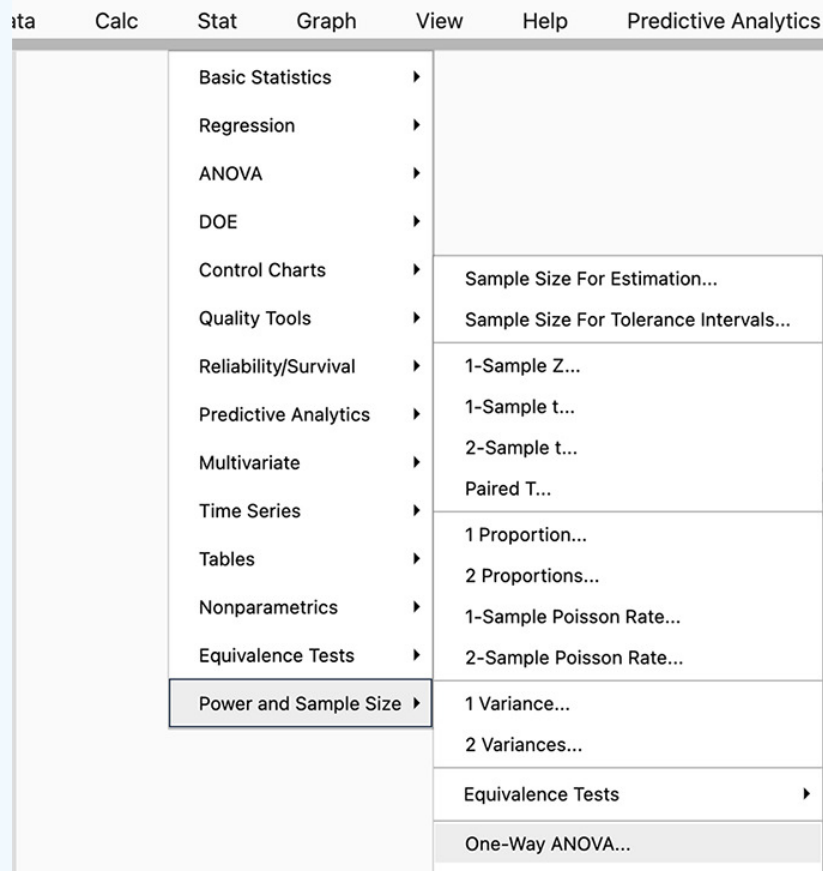 ata Calc Stat Graph View Help Predictive Analytics
Basic Statistics
Regression
ANOVA
DOE
Control Charts
Quality Tools
Reliability/Survival
Predictive Analytics
Multivariate
Time Series
Tables
Nonparametrics
Equivalence Tests
Power and Sample Size
Sample Size For Estimation...
Sample Size For Tolerance Intervals...
1-Sample Z...
1-Sample t...
2-Sample t...
Paired T...
1 Proportion...
2 Proportions...
1-Sample Poisson Rate...
2-Sample Poisson Rate...
1 Variance...
2 Variances...
Equivalence Tests
One-Way ANOVA...